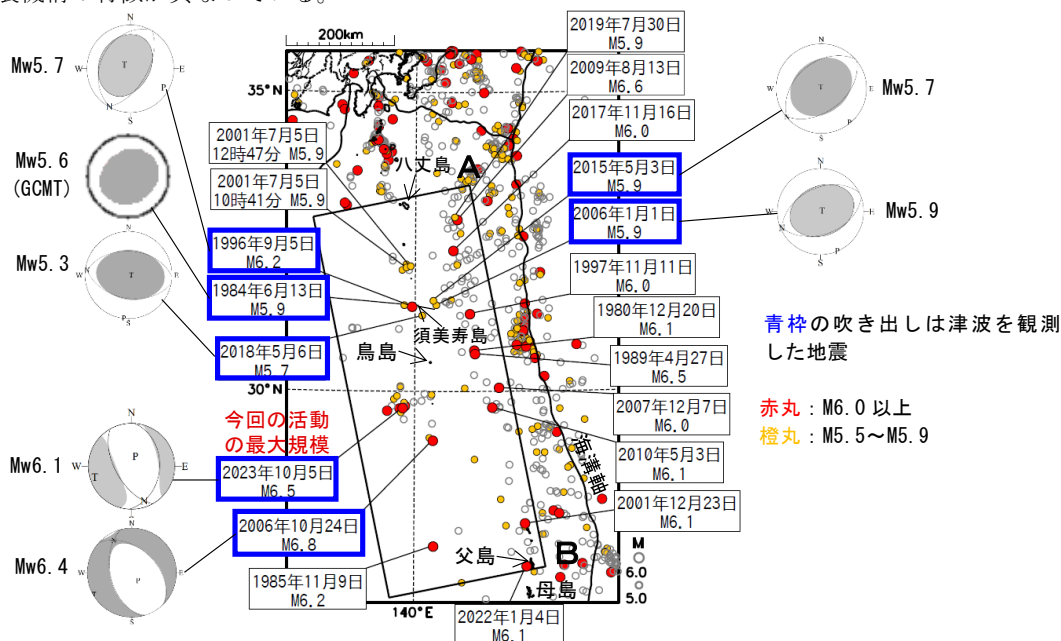 200km
35°N
30°N
140°E
2019年7月30日
M5.9
2009年8月13日
M6.6
2017年11月16日
M6.0
2015年5月3日
M5.9
2006年1月1日
M5.9
1997年11月11日
M6.0
1980年12月20日
M6.1
1989年4月27日
M6.5
2007年12月7日
M6.0
2010年5月3日
M6.1
2001年12月23日
M6.1
2022年1月4日
M6.1
2001年7月5日
12時47分 M5.9
2001年7月5日
10時41分 M5.9
1996年9月5日
M6.2
1984年6月13日
M5.9
2018年5月6日
M5.7
今回の活動
の最大規模
2023年10月5日
M6.5
2006年10月24日
M6.8
1985年11月9日
M6.2
八丈島
須美寿島
鳥島
父島
母島
海溝軸
A
B
M
6.0
5.0
Mw5.7
N
W
E
S
T
P
N
Mw5.6
(GCMT)
Mw5.3
N
W
N
E
T
P
S
Mw6.1
N
W
E
P
T
N
Mw6.4
N
N
W
E
P
S
T
Mw5.7
N
W
E
T
N
P
S
Mw5.9
N
W
E
T
N
P
S
青枠の吹き出しは津波を観測
した地震
赤丸：M6.0 以上
橙丸：M5.5～M5.9